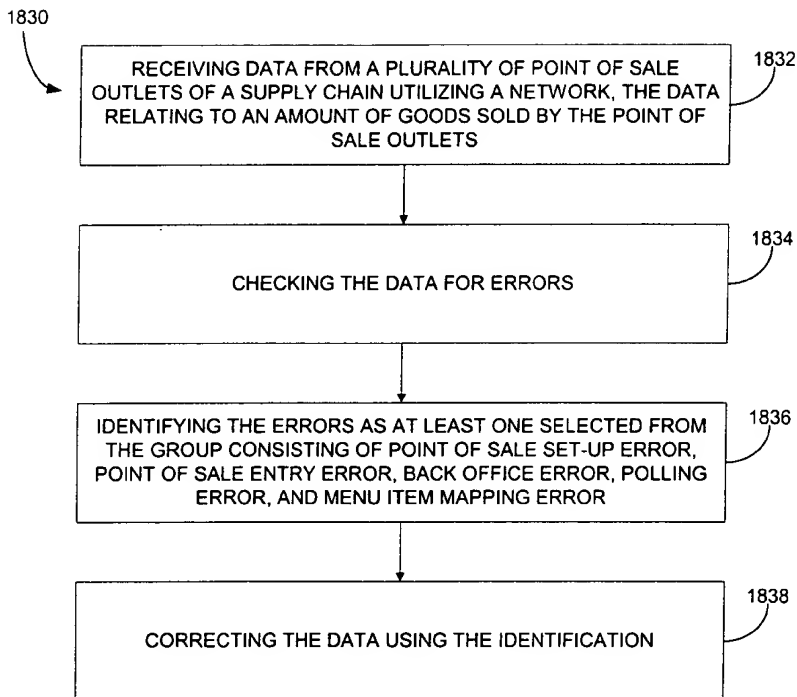 1830
RECEIVING DATA FROM A PLURALITY OF POINT OF SALE
OUTLETS OF A SUPPLY CHAIN UTILIZING A NETWORK, THE DATA
RELATING TO AN AMOUNT OF GOODS SOLD BY THE POINT OF
SALE OUTLETS
1832
CHECKING THE DATA FOR ERRORS
1834
IDENTIFYING THE ERRORS AS AT LEAST ONE SELECTED FROM
THE GROUP CONSISTING OF POINT OF SALE SET-UP ERROR,
POINT OF SALE ENTRY ERROR, BACK OFFICE ERROR, POLLING
ERROR, AND MENU ITEM MAPPING ERROR
1836
CORRECTING THE DATA USING THE IDENTIFICATION
1838